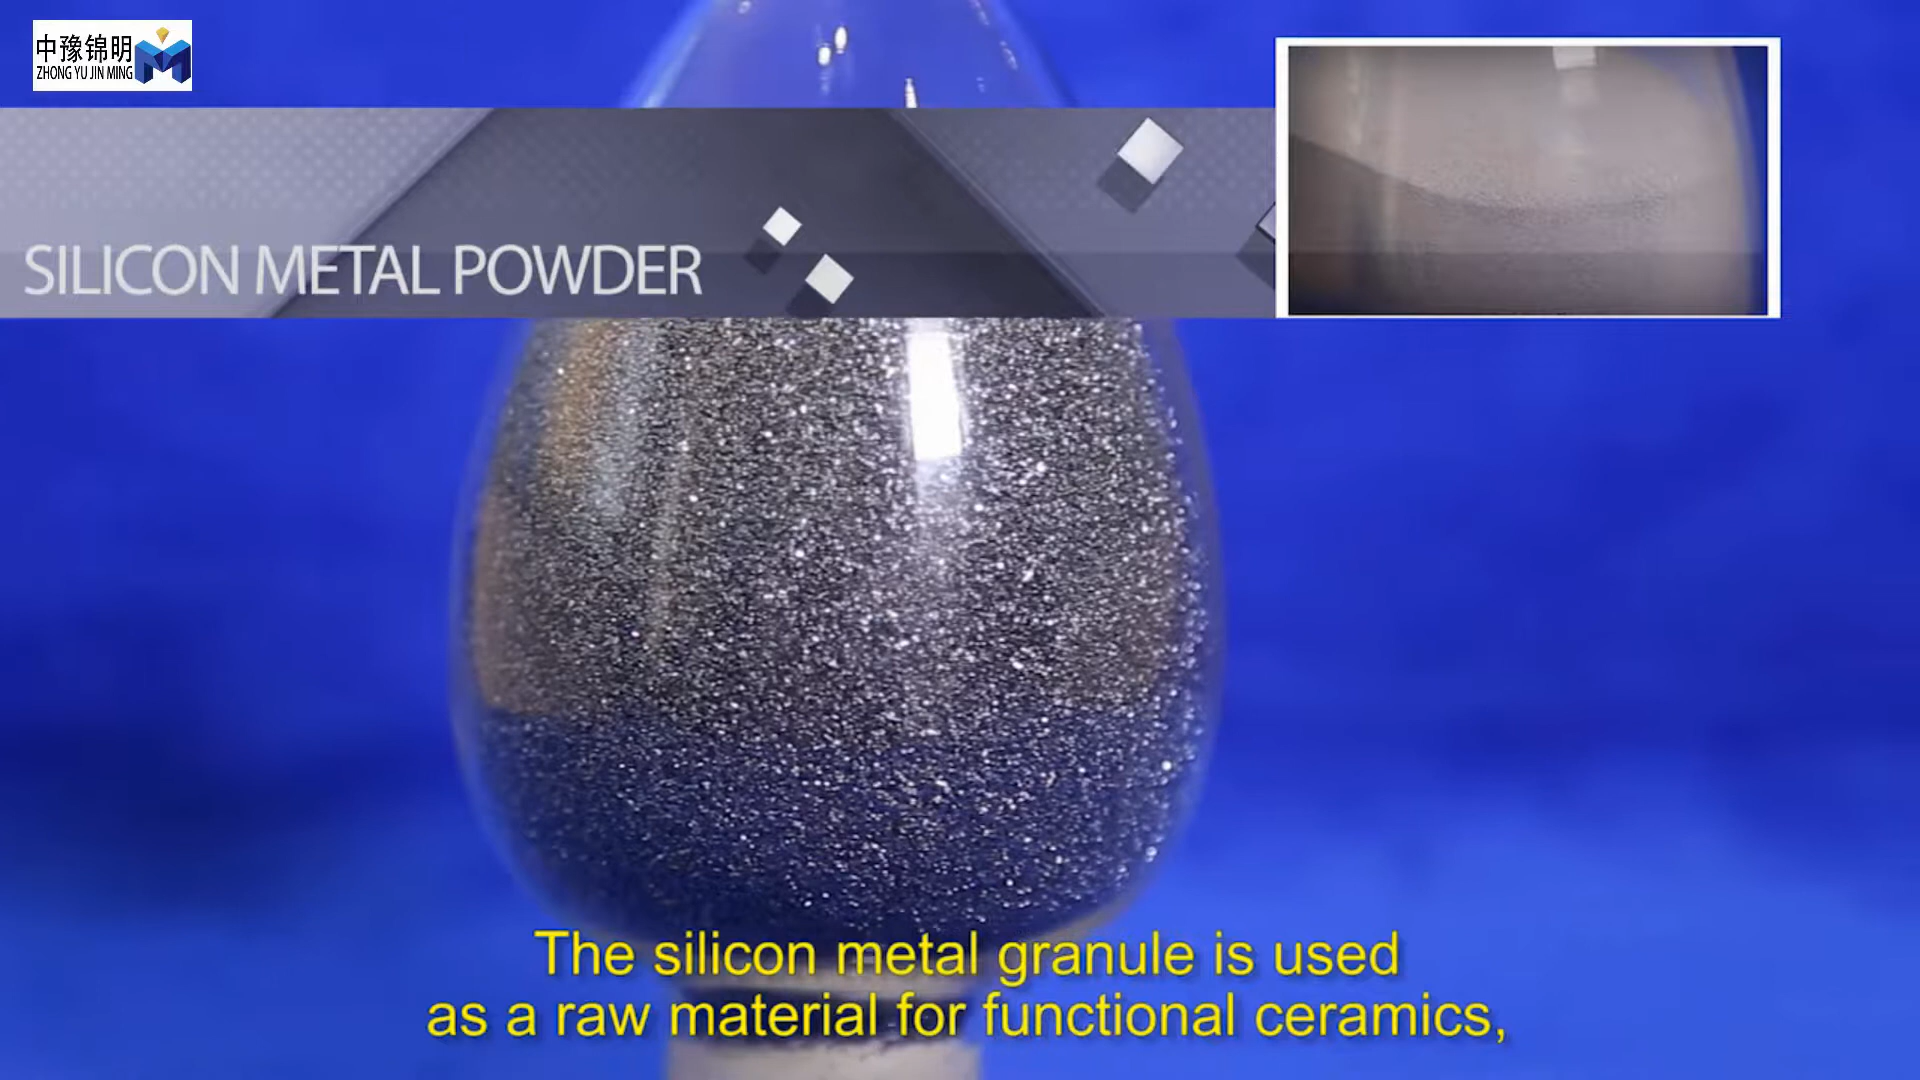 中豫锦明
ZHONG YU JIN MING
SILICON METAL POWDER
The silicon metal granule is used
as a raw material for functional ceramics,